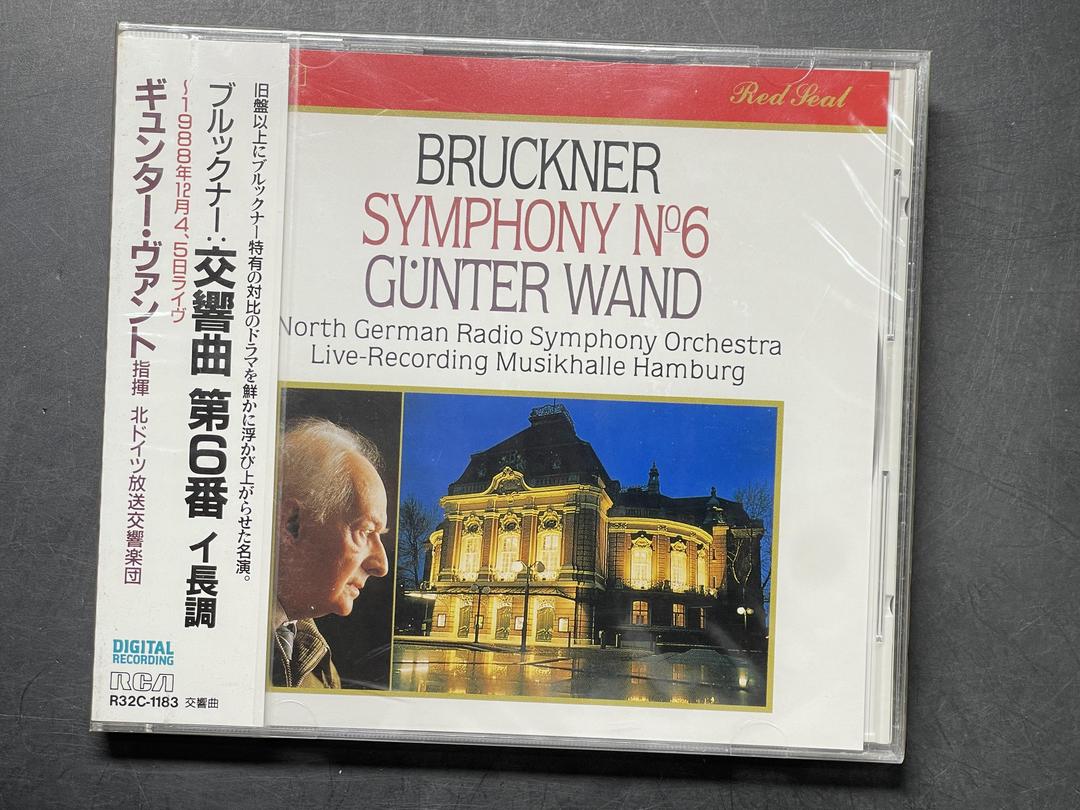 旧盤以上にブルックナー特有の対比のドラマを鮮かに浮かび上がらせた名演。
ブルックナー:交響曲 第6番 イ長調
〜1988年12月4、5日ライヴ
ギュンター・ヴァント指揮 北ドイツ放送交響楽団
DIGITAL
RECORDING
RCA
R32C-1183 交響曲
Red Seal
BRUCKNER
SYMPHONY Nº6
GÜNTER WAND
North German Radio Symphony Orchestra
Live-Recording Musikhalle Hamburg